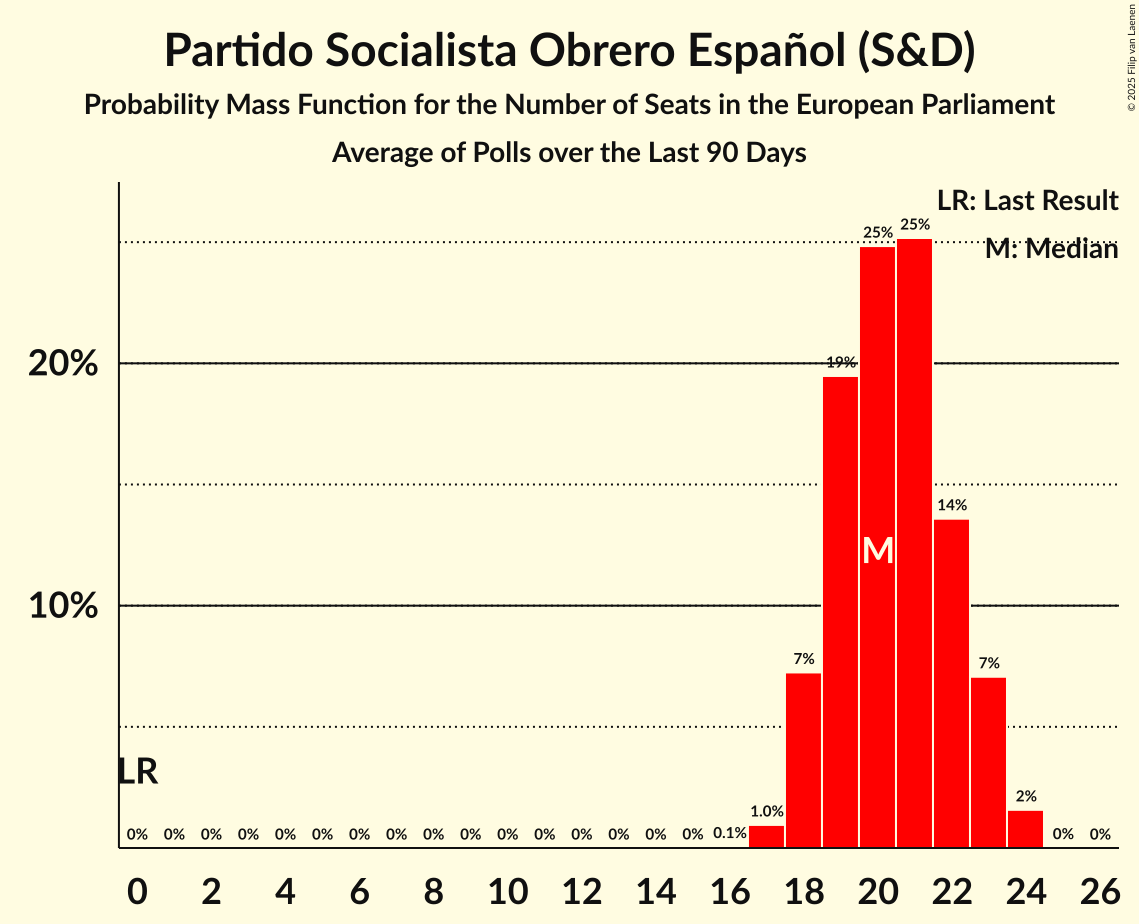 Partido Socialista Obrero Español (S&D)
Probability Mass Function for the Number of Seats in the European Parliament
Average of Polls over the Last 90 Days
© 2025 Filip van Laenen
LR: Last Result
M: Median
25% 25%
20% 19%
14%
M
10%
7% 7%
LR
0% 0% 0% 0% 0% 0% 0% 0% 0% 0% 0% 0% 0% 0% 0% 0% 0.1% 1.0% 2% 0% 0%
0 2 4 6 8 10 12 14 16 18 20 22 24 26